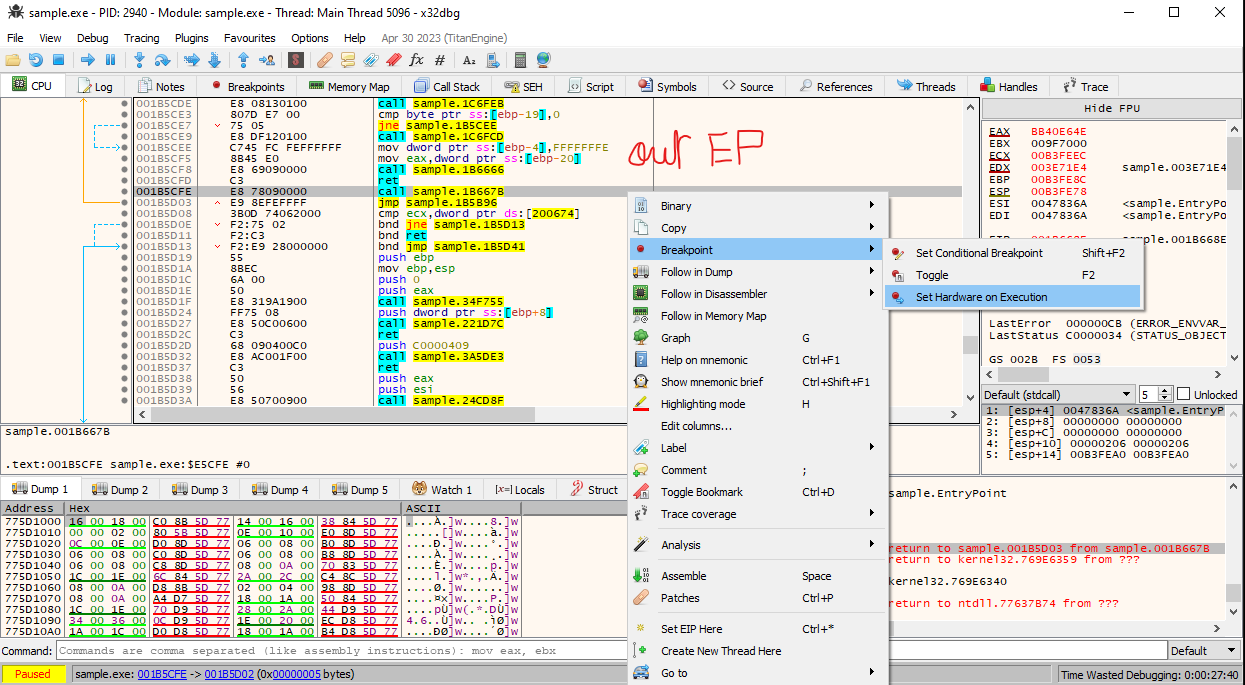 sample.exe - PID: 2940 - Module: sample.exe - Thread: Main Thread 5096 - x32dbg
File View Debug Tracing Plugins Favourites Options Help Apr 30 2023 (TitanEngine)
CPU Log Notes Breakpoints Memory Map Call Stack SEH Script Symbols Source References Threads Handles Trace
001B5CDE E8 08130100 call sample.1C6FEB
001B5CE3 807D E7 00 cmp byte ptr ss:[ebp-19],0
001B5CE7 75 05 jne sample.1B5CEE
001B5CE9 E8 DF120100 call sample.1C6FCD
001B5CEE C745 FC FEFFFFFF mov dword ptr ss:[ebp-4],FFFFFFFE
001B5CF5 8B45 E0 mov eax,dword ptr ss:[ebp-20]
001B5CF8 E8 69090000 call sample.1B6666
001B5CFD C3 ret
001B5CFE E8 78090000 call sample.1B667B
001B5D03 E9 8EFEFFFF jmp sample.1B5B96
001B5D08 3B0D 74062000 cmp ecx,dword ptr ds:[200674]
001B5D0E F2:75 02 bnd jne sample.1B5D13
001B5D11 F2:C3 bnd ret
001B5D13 F2:E9 28000000 bnd jmp sample.1B5D41
001B5D19 55 push ebp
001B5D1A 8BEC mov ebp,esp
001B5D1C 6A 00 push 0
001B5D1E 50 push eax
001B5D1F E8 319A1900 call sample.34F755
001B5D24 FF75 08 push dword ptr ss:[ebp+8]
001B5D27 E8 50C00600 call sample.221D7C
001B5D2C C3 ret
001B5D2D 68 090400C0 push C0000409
001B5D32 E8 AC001F00 call sample.3A5DE3
001B5D37 C3 ret
001B5D38 50 push eax
001B5D39 56 push esi
001B5D3A E8 50700900 call sample.24CD8F
our EP
Hide FPU
EAX BB40E64E
EBX 009F7000
ECX 00B3FEEC
EDX 003E71E4 sample.003E71E4
EBP 00B3FE8C
ESP 00B3FE78
ESI 0047836A <sample.EntryPo
EDI 0047836A <sample.EntryPo
sample.001B668E
LastError 000000CB (ERROR_ENVVAR_
LastStatus C0000034 (STATUS_OBJECT
GS 002B FS 0053
Default (stdcall) 5 Unlocked
1: [esp+4] 0047836A <sample.EntryP
2: [esp+8] 00000000 00000000
3: [esp+C] 00000000 00000000
4: [esp+10] 00000206 00000206
5: [esp+14] 00B3FEA0 00B3FEA0
Binary
Copy
Breakpoint
Follow in Dump
Follow in Disassembler
Follow in Memory Map
Graph G
Help on mnemonic Ctrl+F1
Show mnemonic brief Ctrl+Shift+F1
Highlighting mode H
Edit columns...
Label
Comment ;
Toggle Bookmark Ctrl+D
Trace coverage
Analysis
Assemble Space
Patches Ctrl+P
Set EIP Here Ctrl+*
Create New Thread Here
Go to
Set Conditional Breakpoint Shift+F2
Toggle F2
Set Hardware on Execution
sample.001B667B
.text:001B5CFE sample.exe:$E5CFE #0
Dump 1 Dump 2 Dump 3 Dump 4 Dump 5 Watch 1 [x=] Locals Struct
Address Hex ASCII
775D1000 16 00 18 00 C0 8B 5D 77 14 00 16 00 38 84 5D 77
775D1010 00 00 02 00 80 5B 5D 77 0E 00 10 00 E0 8D 5D 77
775D1020 0C 00 0E 00 D0 8D 5D 77 06 00 08 00 B0 8D 5D 77
775D1030 06 00 08 00 C0 8D 5D 77 06 00 08 00 B8 8D 5D 77
775D1040 06 00 08 00 C8 8D 5D 77 08 00 0A 00 70 83 5D 77
775D1050 1C 00 1E 00 6C 84 5D 77 2A 00 2C 00 C4 8C 5D 77
775D1060 08 00 0A 00 D8 8B 5D 77 02 00 04 00 98 8D 5D 77
775D1070 08 00 0A 00 A4 D7 5D 77 18 00 1A 00 50 84 5D 77
775D1080 1C 00 1E 00 70 D9 5D 77 28 00 2A 00 44 D9 5D 77
775D1090 34 00 36 00 0C D9 5D 77 1E 00 20 00 EC D8 5D 77
775D10A0 1A 00 1C 00 D0 D8 5D 77 18 00 1A 00 B4 D8 5D 77
sample.EntryPoint
return to sample.001B5D03 from sample.001B667B
return to kernel32.769E6359 from ???
kernel32.769E6340
return to ntdll.77637B74 from ???
Command: Commands are comma separated (like assembly instructions): mov eax, ebx Default
Paused sample.exe: 001B5CFE -> 001B5D02 (0x00000005 bytes) Time Wasted Debugging: 0:00:27:40